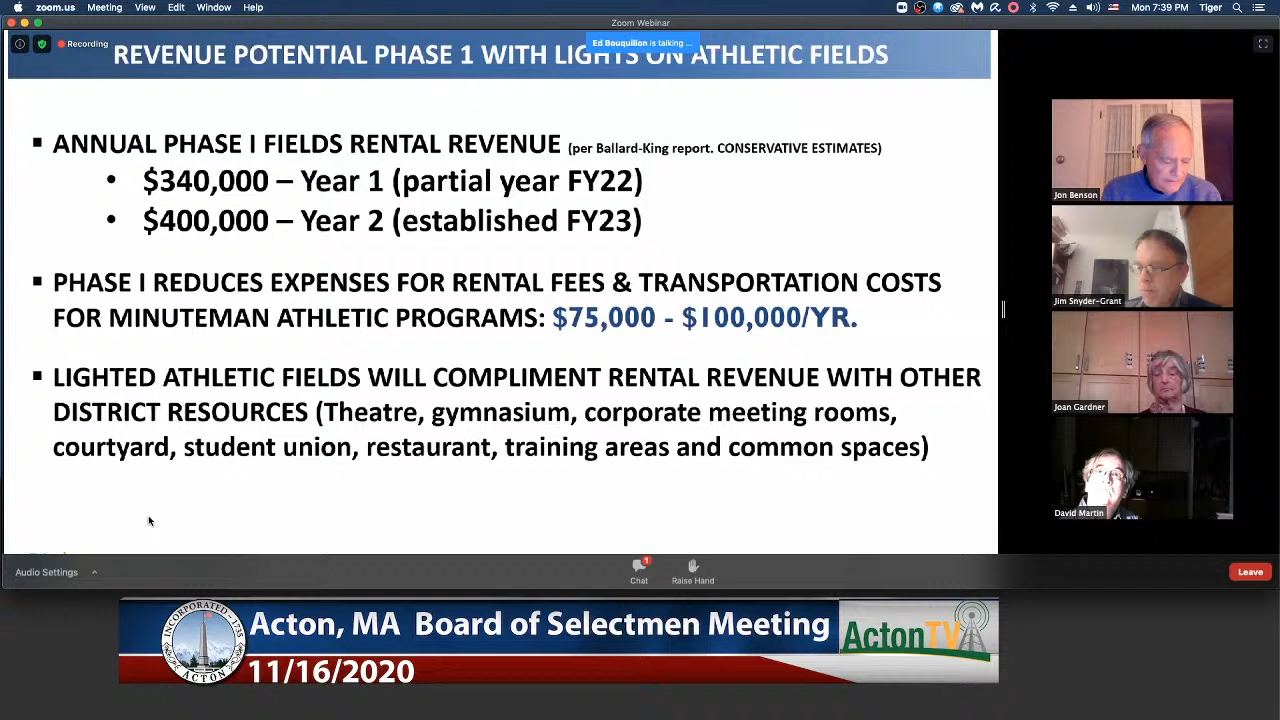 zoom.us Meeting View Edit Window Help
Mon 7:39 PM Tiger
Zoom Webinar
Recording
Ed Bouquillon is talking ...
REVENUE POTENTIAL PHASE 1 WITH LIGHTS ON ATHLETIC FIELDS
▪ ANNUAL PHASE I FIELDS RENTAL REVENUE (per Ballard-King report. CONSERVATIVE ESTIMATES)
• $340,000 – Year 1 (partial year FY22)
• $400,000 – Year 2 (established FY23)
▪ PHASE I REDUCES EXPENSES FOR RENTAL FEES & TRANSPORTATION COSTS
FOR MINUTEMAN ATHLETIC PROGRAMS: $75,000 - $100,000/YR.
▪ LIGHTED ATHLETIC FIELDS WILL COMPLIMENT RENTAL REVENUE WITH OTHER
DISTRICT RESOURCES (Theatre, gymnasium, corporate meeting rooms,
courtyard, student union, restaurant, training areas and common spaces)
Jon Benson
Jim Snyder-Grant
Joan Gardner
David Martin
Audio Settings
1
Chat
Raise Hand
Leave
INCORPORATED 1735
ACTON
Acton, MA Board of Selectmen Meeting
11/16/2020
ActonTV